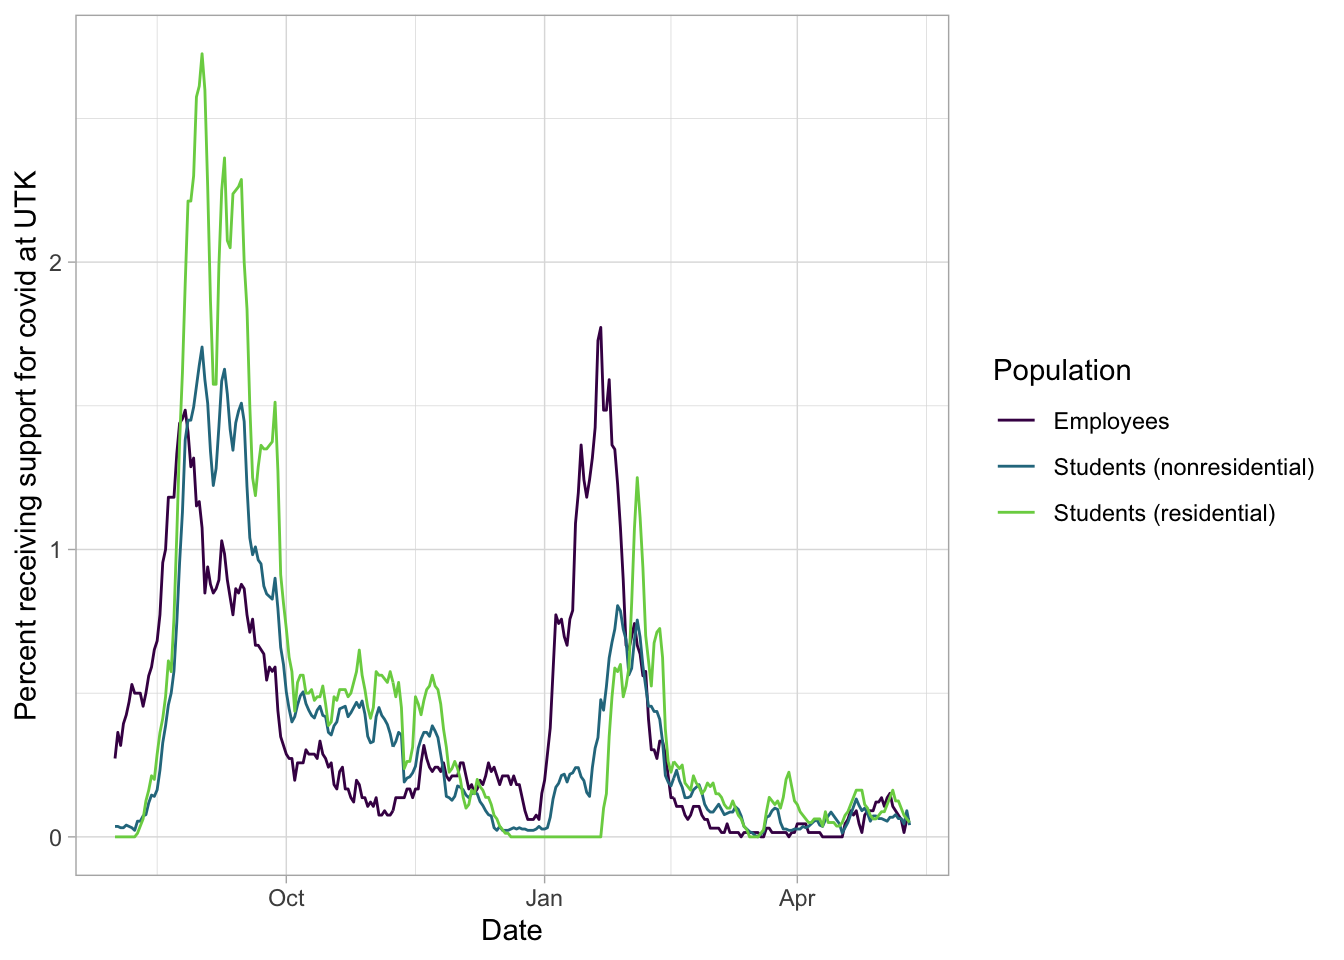 Percent receiving support for covid at UTK
2
1
0
Oct
Jan
Apr
Date
Population
Employees
Students (nonresidential)
Students (residential)